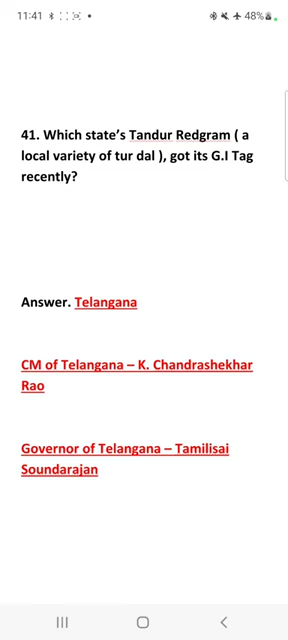 11:41 48%
41. Which state's Tandur Redgram ( a
local variety of tur dal ), got its G.I Tag
recently?
Answer. Telangana
CM of Telangana – K. Chandrashekhar
Rao
Governor of Telangana – Tamilisai
Soundarajan